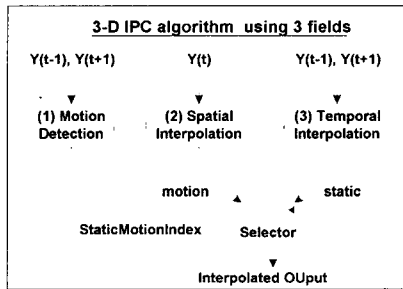 3-D IPC algorithm using 3 fields
Y(t-1), Y(t+1) Y(t) Y(t-1), Y(t+1)
(1) Motion (2) Spatial (3) Temporal
Detection Interpolation Interpolation
motion static
StaticMotionIndex Selector
Interpolated OUput